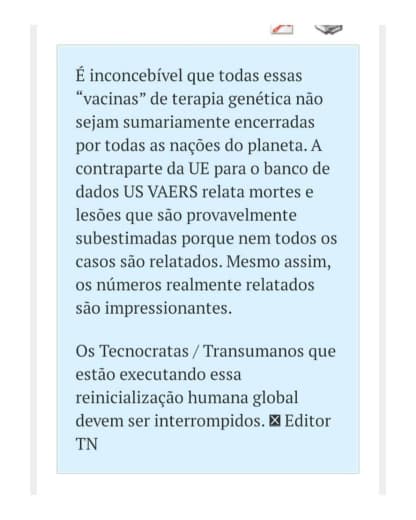 É inconcebível que todas essas
“vacinas” de terapia genética não
sejam sumariamente encerradas
por todas as nações do planeta. A
contraparte da UE para o banco de
dados US VAERS relata mortes e
lesões que são provavelmente
subestimadas porque nem todos os
casos são relatados. Mesmo assim,
os números realmente relatados
são impressionantes.
Os Tecnocratas / Transumanos que
estão executando essa
reinicialização humana global
devem ser interrompidos. ⛝ Editor
TN